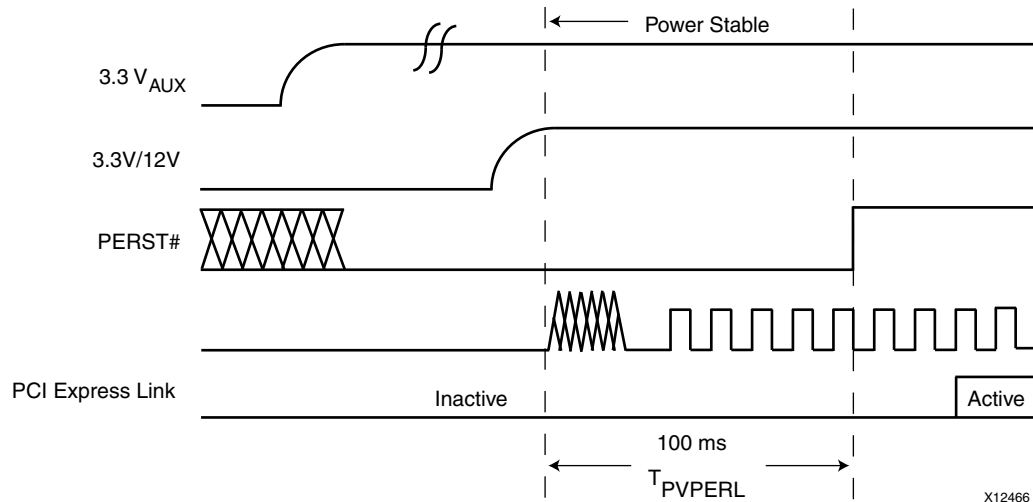 Power Stable
3.3 VAUX
3.3V/12V
PERST#
PCI Express Link
Inactive
Active
100 ms
TPVPERL
X12466